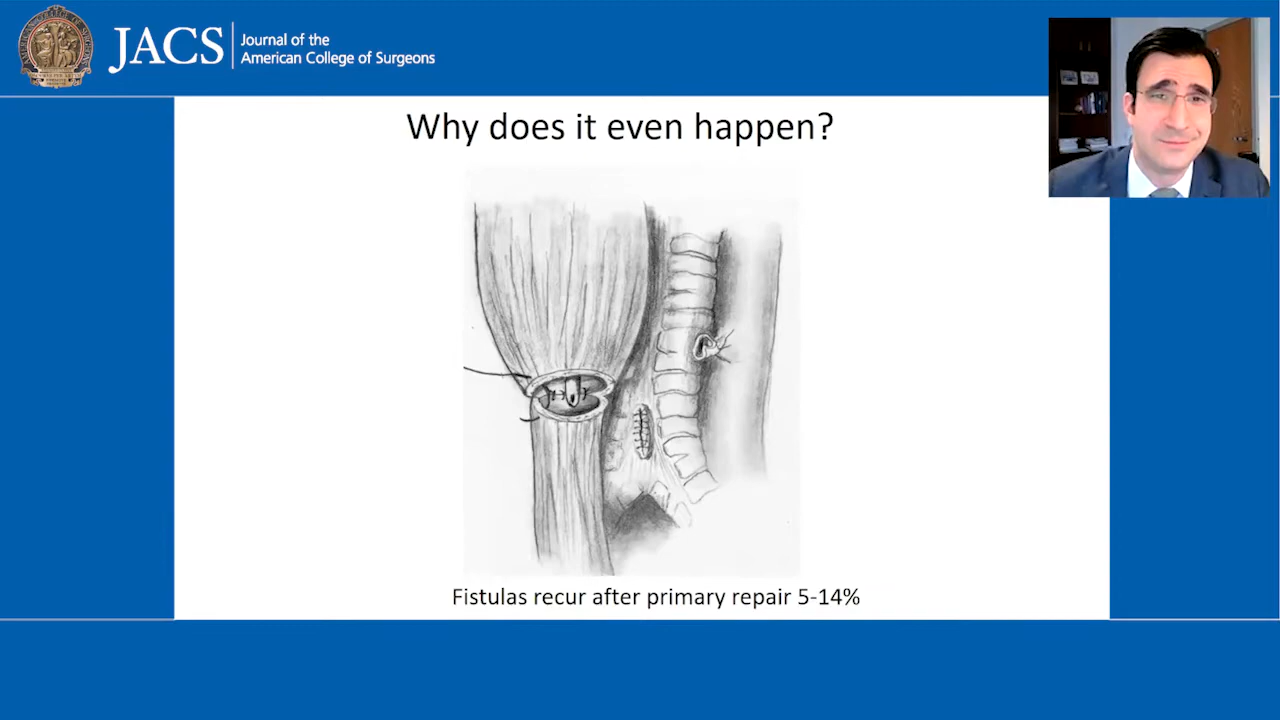 JACS
Journal of the
American College of Surgeons
Why does it even happen?
Fistulas recur after primary repair 5-14%